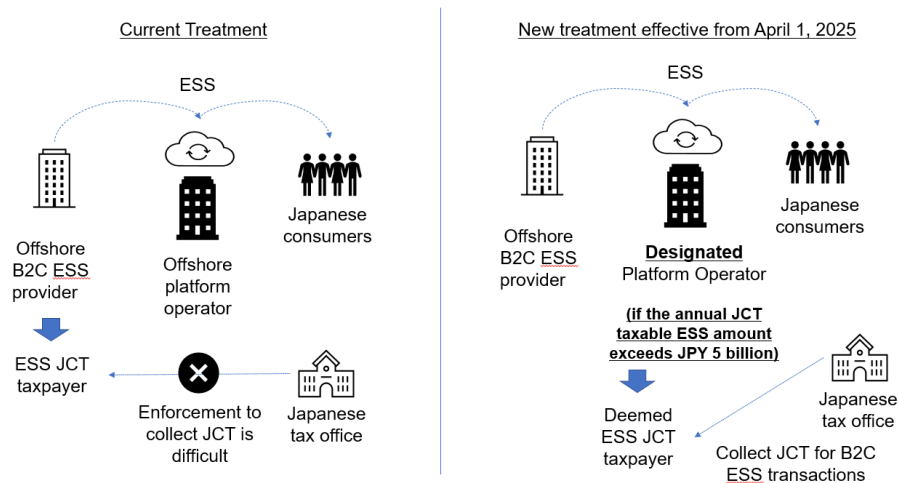 Current Treatment
ESS
Offshore
B2C ESS
provider
Offshore
platform
operator
Japanese
consumers
ESS JCT
taxpayer
Enforcement to
collect JCT is
difficult
Japanese
tax office
New treatment effective from April 1, 2025
ESS
Offshore
B2C ESS
provider
Designated
Platform Operator
Japanese
consumers
(if the annual JCT
taxable ESS amount
exceeds JPY 5 billion)
Deemed
ESS JCT
taxpayer
Japanese
tax office
Collect JCT for B2C
ESS transactions